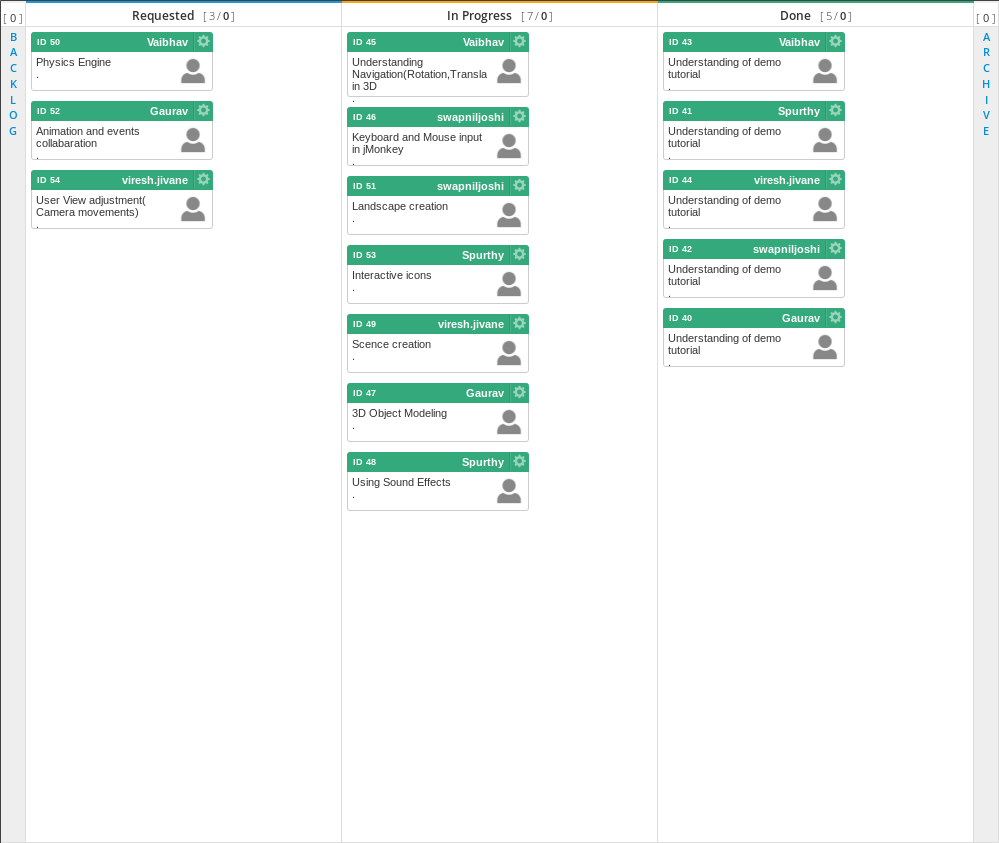 [ 0 ]
B
A
C
K
L
O
G
Requested [ 3 / 0 ]
ID 50 Vaibhav
Physics Engine
.
ID 52 Gaurav
Animation and events
collabaration
.
ID 54 viresh.jivane
User View adjustment(
Camera movements)
.
In Progress [ 7 / 0 ]
ID 45 Vaibhav
Understanding
Navigation(Rotation,Transla
in 3D
.
ID 46 swapniljoshi
Keyboard and Mouse input
in jMonkey
.
ID 51 swapniljoshi
Landscape creation
.
ID 53 Spurthy
Interactive icons
.
ID 49 viresh.jivane
Scence creation
.
ID 47 Gaurav
3D Object Modeling
.
ID 48 Spurthy
Using Sound Effects
.
Done [ 5 / 0 ]
ID 43 Vaibhav
Understanding of demo
tutorial
.
ID 41 Spurthy
Understanding of demo
tutorial
.
ID 44 viresh.jivane
Understanding of demo
tutorial
.
ID 42 swapniljoshi
Understanding of demo
tutorial
.
ID 40 Gaurav
Understanding of demo
tutorial
.
[ 0 ]
A
R
C
H
I
V
E